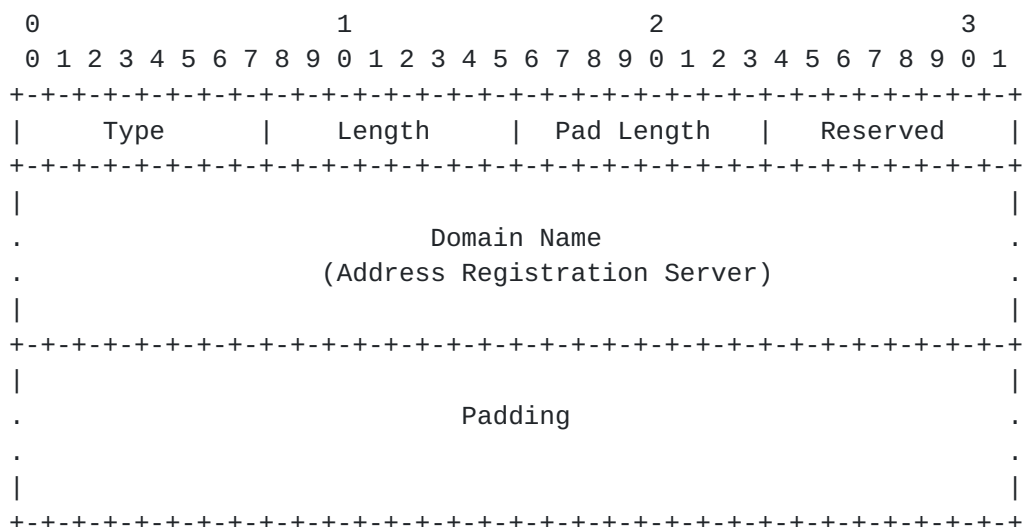 0                   1                   2                   3
 0 1 2 3 4 5 6 7 8 9 0 1 2 3 4 5 6 7 8 9 0 1 2 3 4 5 6 7 8 9 0 1
+-+-+-+-+-+-+-+-+-+-+-+-+-+-+-+-+-+-+-+-+-+-+-+-+-+-+-+-+-+-+-+-+
|     Type      |    Length     |  Pad Length   |   Reserved    |
+-+-+-+-+-+-+-+-+-+-+-+-+-+-+-+-+-+-+-+-+-+-+-+-+-+-+-+-+-+-+-+-+
|                                                               |
.                          Domain Name                          .
.                   (Address Registration Server)               .
|                                                               |
+-+-+-+-+-+-+-+-+-+-+-+-+-+-+-+-+-+-+-+-+-+-+-+-+-+-+-+-+-+-+-+-+
|                                                               |
.                            Padding                            .
.                                                               .
|                                                               |
+-+-+-+-+-+-+-+-+-+-+-+-+-+-+-+-+-+-+-+-+-+-+-+-+-+-+-+-+-+-+-+-+